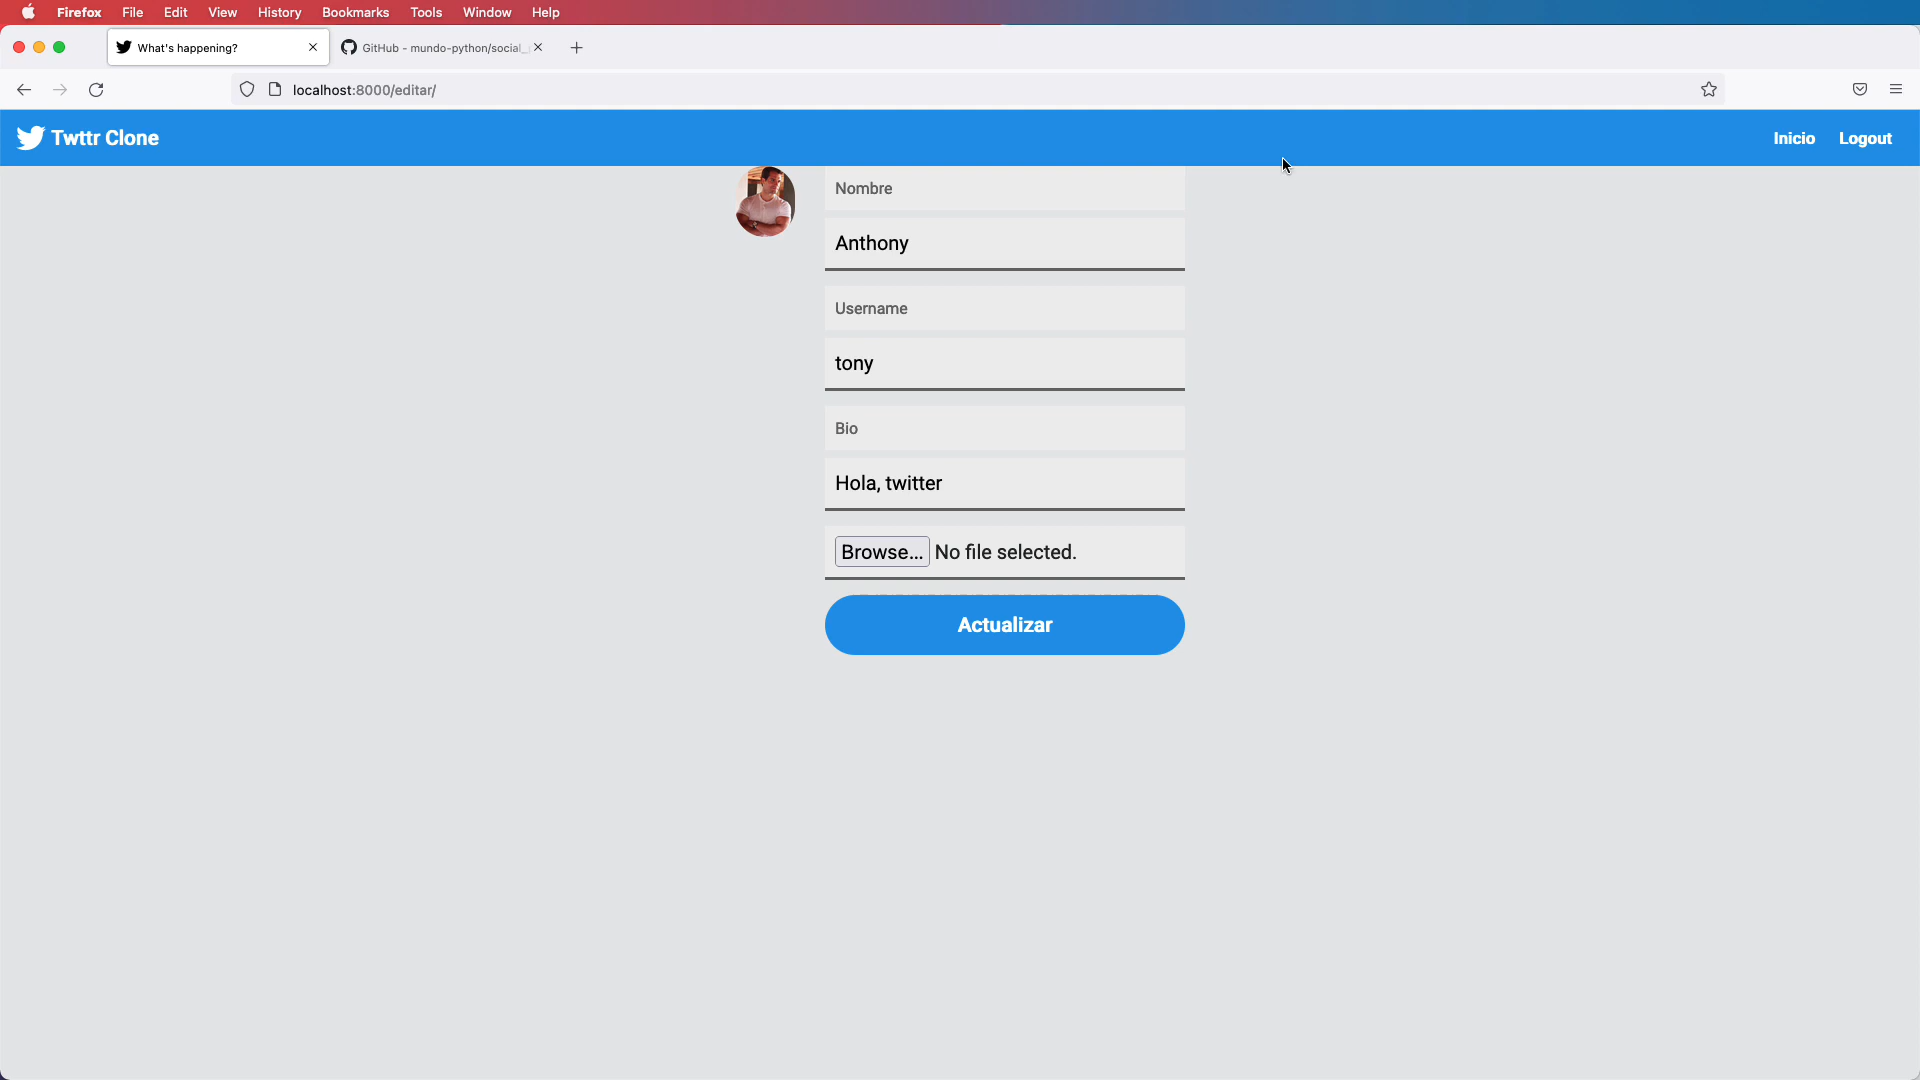 Firefox File Edit View History Bookmarks Tools Window Help
What's happening?
GitHub - mundo-python/social_
localhost:8000/editar/
Twttr Clone
Inicio Logout
Nombre
Anthony
Username
tony
Bio
Hola, twitter
Browse... No file selected.
Actualizar